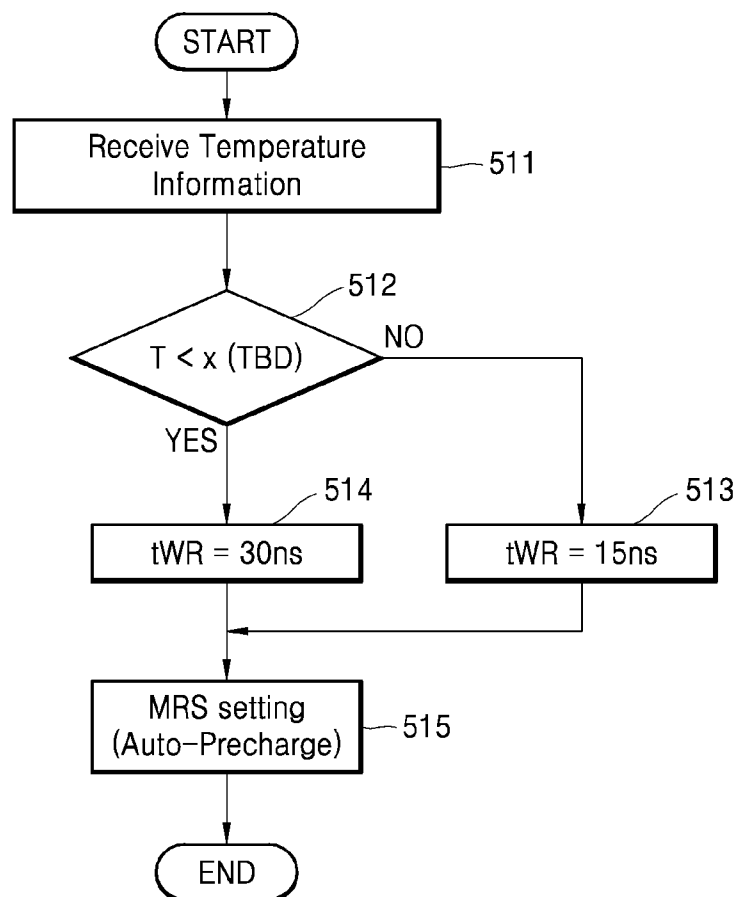 START
Receive Temperature
Information
511
512
T < x (TBD)
NO
YES
514
513
tWR = 30ns
tWR = 15ns
MRS setting
(Auto-Precharge)
515
END